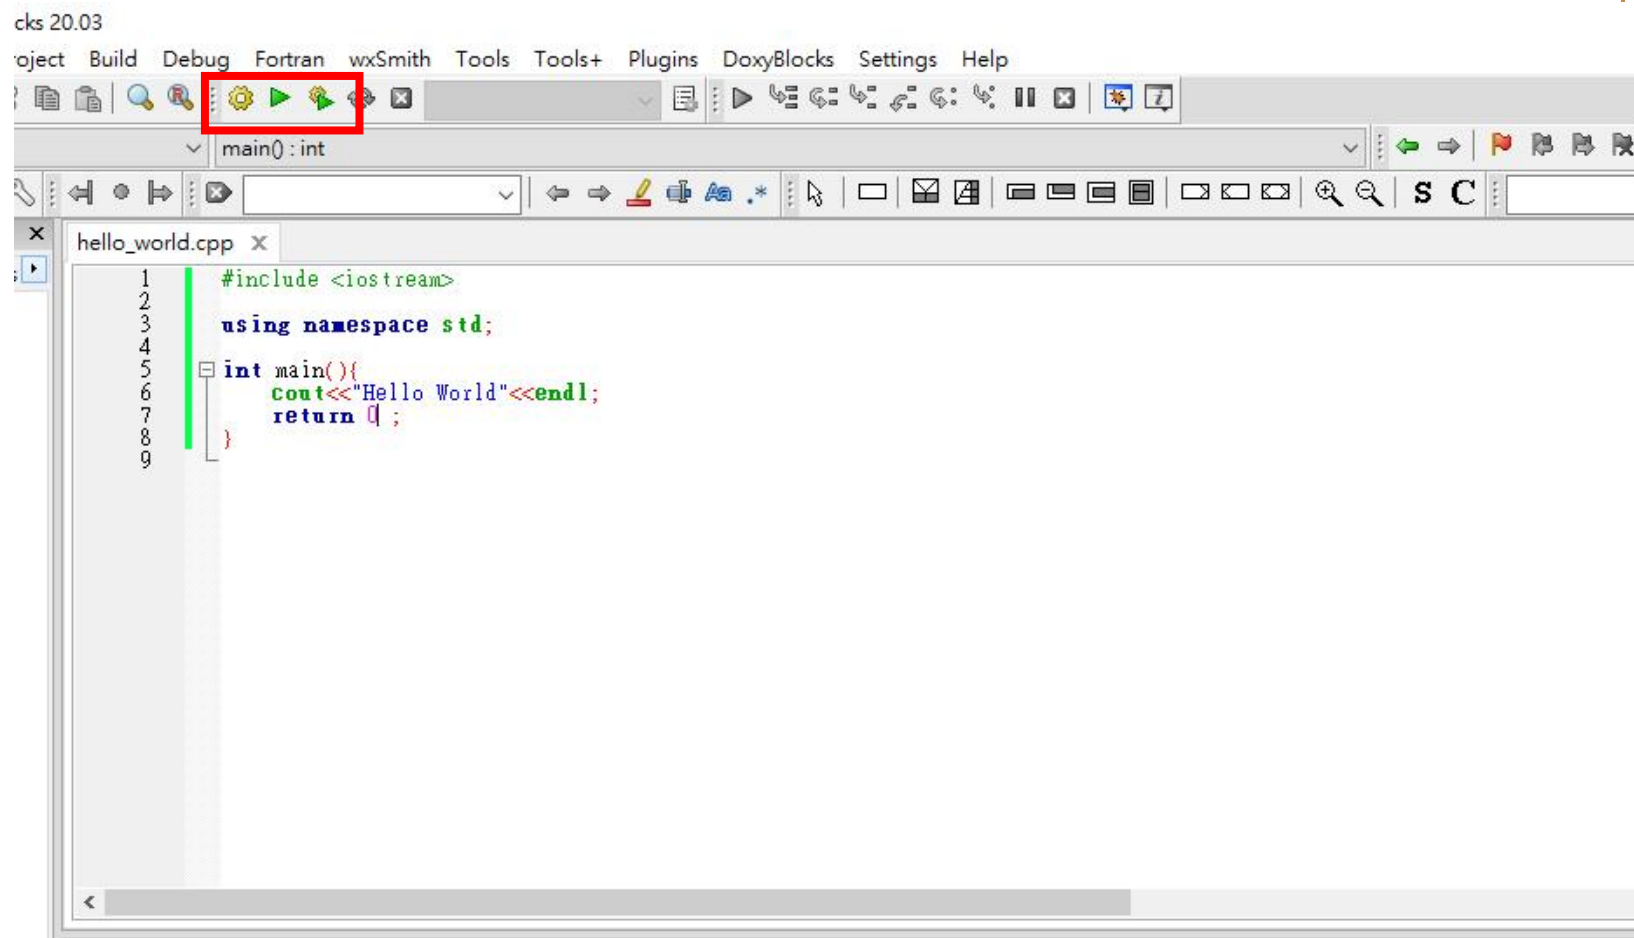 cks 20.03
roject Build Debug Fortran wxSmith Tools Tools+ Plugins DoxyBlocks Settings Help
main() : int
S C
hello_world.cpp
1 #include <iostream>
2
3 using namespace std;
4
5 int main(){
6 cout<<"Hello World"<<endl;
7 return 0 ;
8 }
9